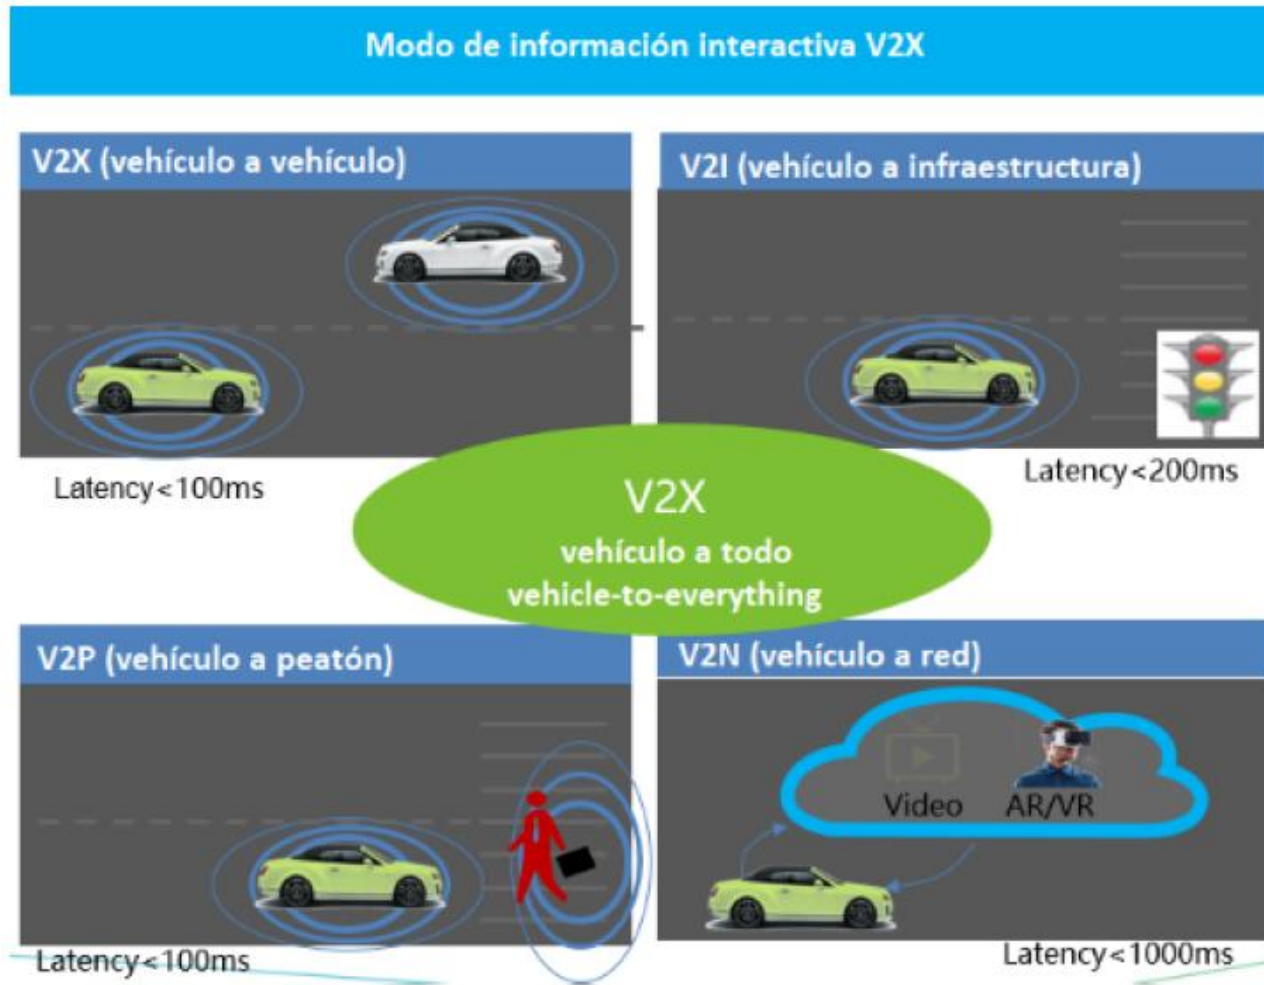 Modo de información interactiva V2X
V2X (vehículo a vehículo)
V2I (vehículo a infraestructura)
Latency<100ms
Latency<200ms
V2X
vehículo a todo
vehicle-to-everything
V2P (vehículo a peatón)
V2N (vehículo a red)
Video
AR/VR
Latency<100ms
Latency<1000ms